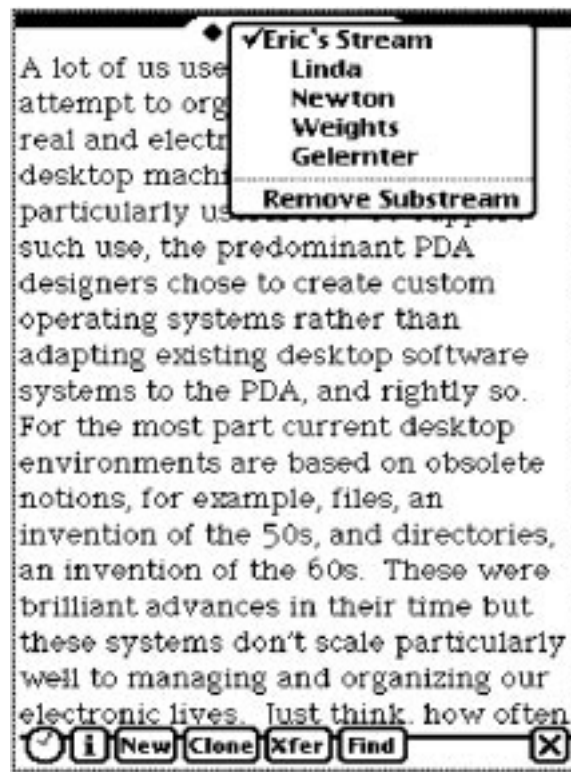 ✓Eric's Stream
Linda
Newton
Weights
Gelernter
Remove Substream
A lot of us use
attempt to org
real and electr
desktop machi
particularly us
such use, the predominant PDA
designers chose to create custom
operating systems rather than
adapting existing desktop software
systems to the PDA, and rightly so.
For the most part current desktop
environments are based on obsolete
notions, for example, files, an
invention of the 50s, and directories,
an invention of the 60s.  These were
brilliant advances in their time but
these systems don't scale particularly
well to managing and organizing our
electronic lives.  Just think, how often
i New Clone Xfer Find X